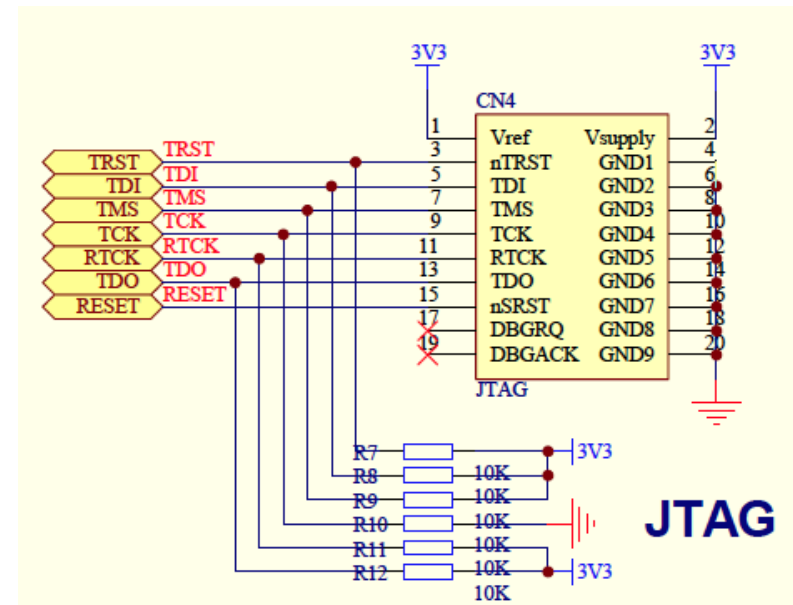 3V3 3V3
CN4
1 Vref Vsupply 2
TRST TRST 3 nTRST GND1 4
TDI TDI 5 TDI GND2 6
TMS TMS 7 TMS GND3 8
TCK TCK 9 TCK GND4 10
RTCK RTCK 11 RTCK GND5 12
TDO TDO 13 TDO GND6 14
RESET RESET 15 nSRST GND7 16
17 DBGRQ GND8 18
19 DBGACK GND9 20
JTAG
R7 3V3
R8 10K
R9 10K
R10 10K
R11 10K
R12 10K 3V3
10K
JTAG